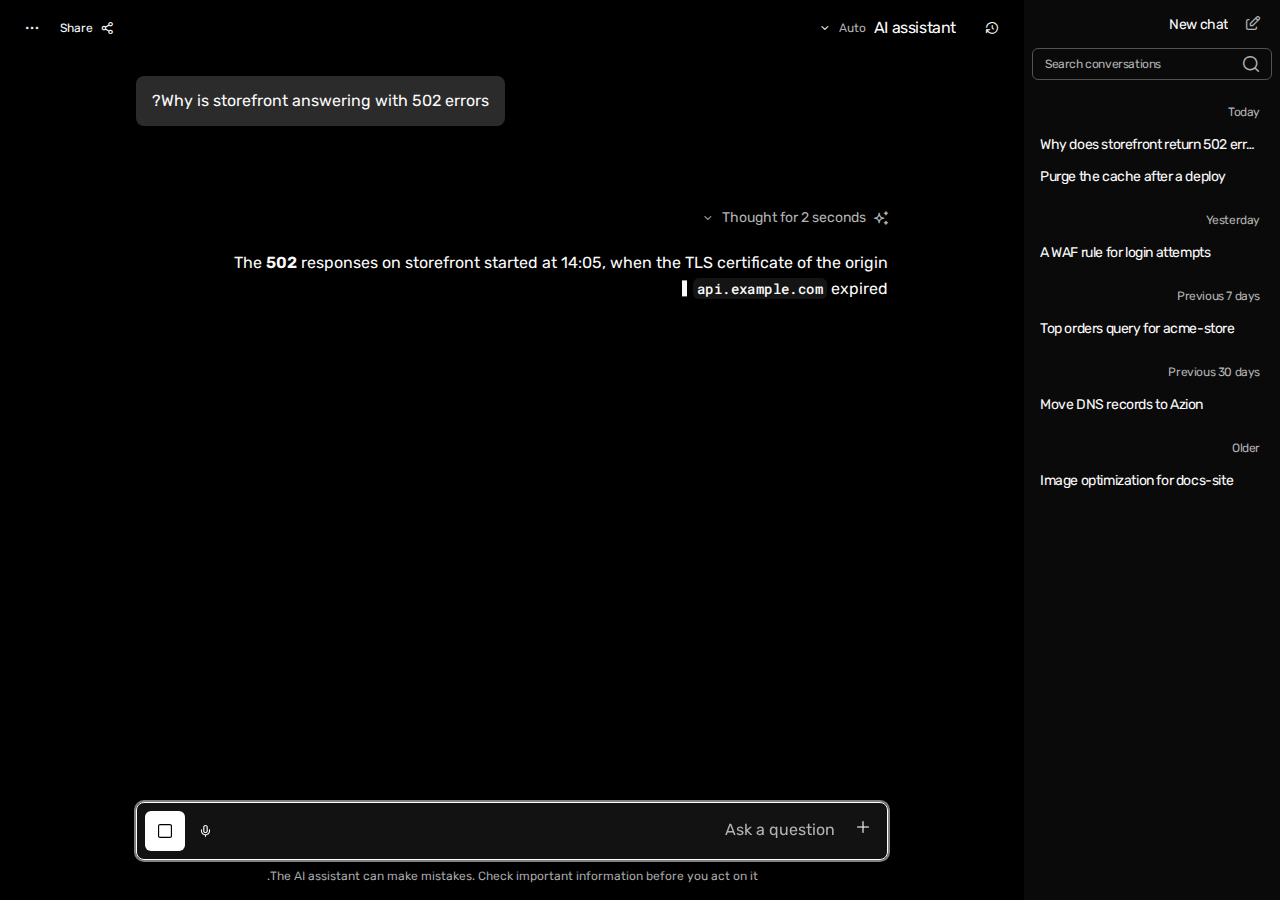 Share
Auto
AI assistant
New chat
Search conversations
Today
Why does storefront return 502 err...
Purge the cache after a deploy
Yesterday
A WAF rule for login attempts
Previous 7 days
Top orders query for acme-store
Previous 30 days
Move DNS records to Azion
Older
Image optimization for docs-site
?Why is storefront answering with 502 errors
Thought for 2 seconds
The 502 responses on storefront started at 14:05, when the TLS certificate of the origin
api.example.com expired
Ask a question
.The AI assistant can make mistakes. Check important information before you act on it